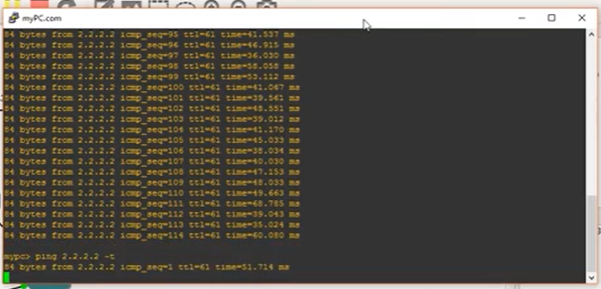 myPC.com
84 bytes from 2.2.2.2 icmp_seq=95 ttl=61 time=41.537 ms
84 bytes from 2.2.2.2 icmp_seq=96 ttl=61 time=46.915 ms
84 bytes from 2.2.2.2 icmp_seq=97 ttl=61 time=36.030 ms
84 bytes from 2.2.2.2 icmp_seq=98 ttl=61 time=58.058 ms
84 bytes from 2.2.2.2 icmp_seq=99 ttl=61 time=53.112 ms
84 bytes from 2.2.2.2 icmp_seq=100 ttl=61 time=41.067 ms
84 bytes from 2.2.2.2 icmp_seq=101 ttl=61 time=39.561 ms
84 bytes from 2.2.2.2 icmp_seq=102 ttl=61 time=48.851 ms
84 bytes from 2.2.2.2 icmp_seq=103 ttl=61 time=39.012 ms
84 bytes from 2.2.2.2 icmp_seq=104 ttl=61 time=41.170 ms
84 bytes from 2.2.2.2 icmp_seq=105 ttl=61 time=45.033 ms
84 bytes from 2.2.2.2 icmp_seq=106 ttl=61 time=38.034 ms
84 bytes from 2.2.2.2 icmp_seq=107 ttl=61 time=40.030 ms
84 bytes from 2.2.2.2 icmp_seq=108 ttl=61 time=47.153 ms
84 bytes from 2.2.2.2 icmp_seq=109 ttl=61 time=48.033 ms
84 bytes from 2.2.2.2 icmp_seq=110 ttl=61 time=49.663 ms
84 bytes from 2.2.2.2 icmp_seq=111 ttl=61 time=68.785 ms
84 bytes from 2.2.2.2 icmp_seq=112 ttl=61 time=39.043 ms
84 bytes from 2.2.2.2 icmp_seq=113 ttl=61 time=35.024 ms
84 bytes from 2.2.2.2 icmp_seq=114 ttl=61 time=60.080 ms
mypc> ping 2.2.2.2 -t
84 bytes from 2.2.2.2 icmp_seq=1 ttl=61 time=51.714 ms